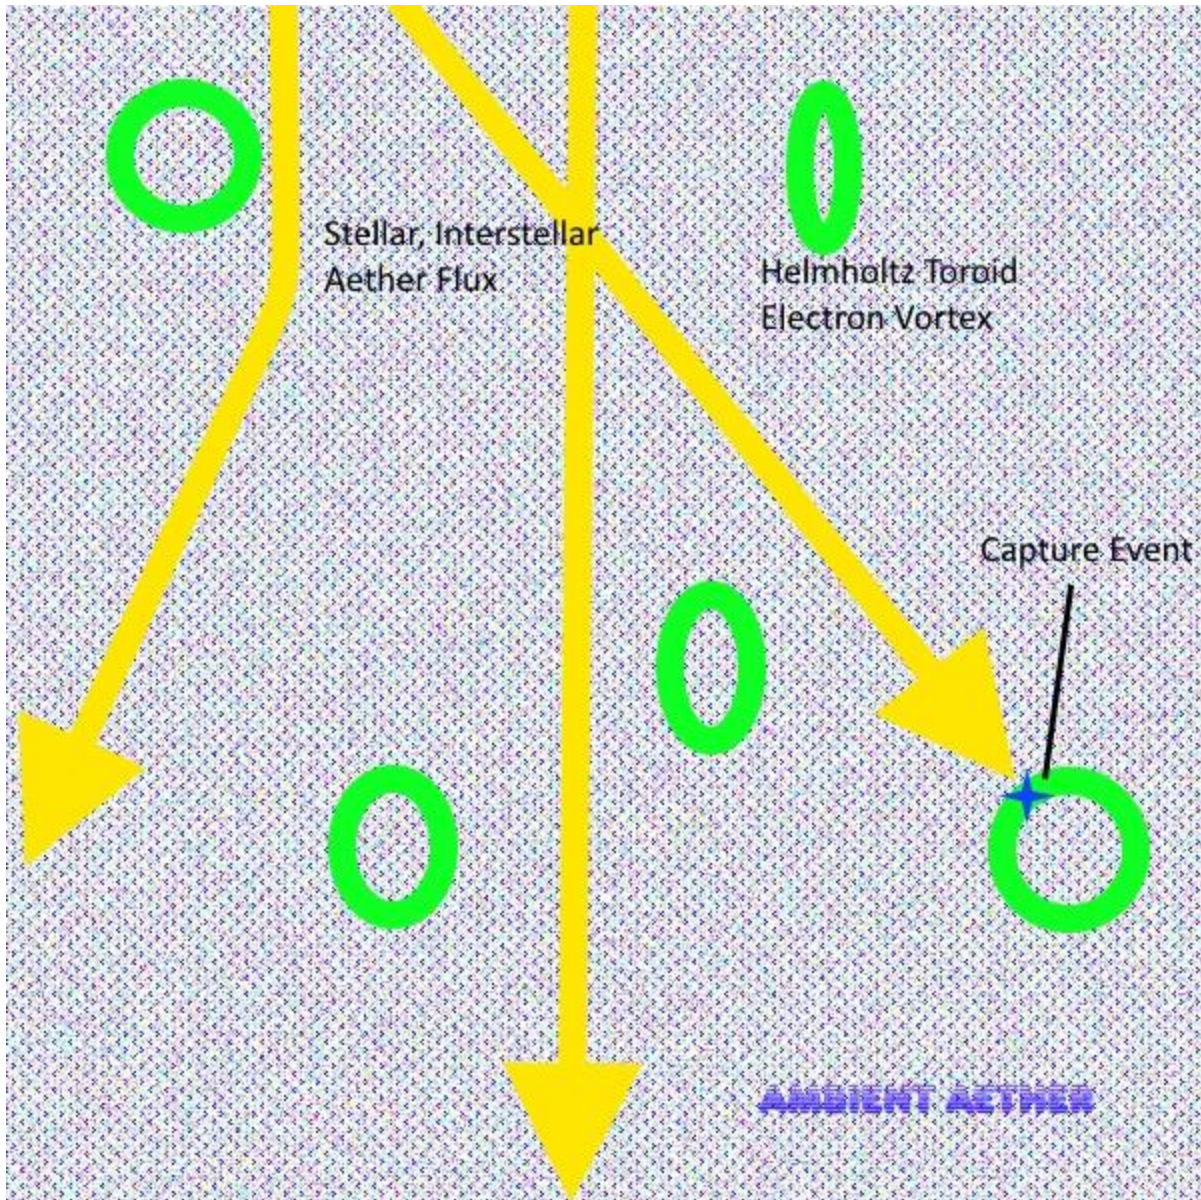 Stellar, Interstellar
Aether Flux
Helmholtz Toroid
Electron Vortex
Capture Event
AMBIENT AETHER